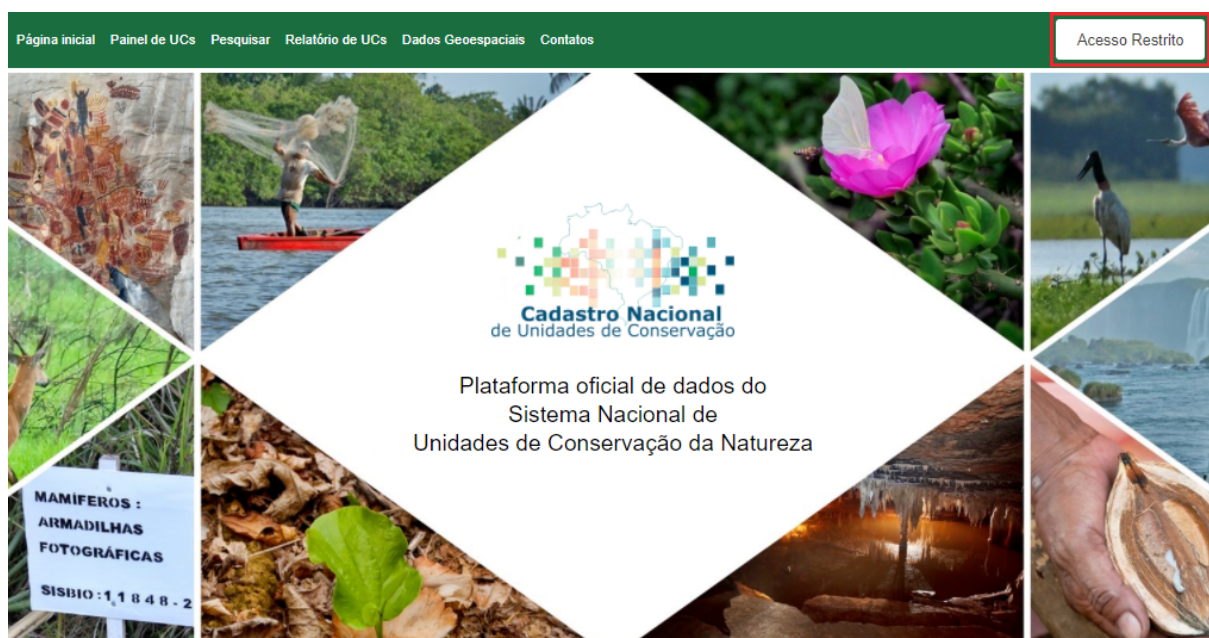 Página inicial Painel de UCs Pesquisar Relatório de UCs Dados Geoespaciais Contatos Acesso Restrito
Cadastro Nacional
de Unidades de Conservação
Plataforma oficial de dados do
Sistema Nacional de
Unidades de Conservação da Natureza
MAMÍFEROS :
ARMADILHAS
FOTOGRÁFICAS
SISBIO : 1 1 8 4 8 - 2